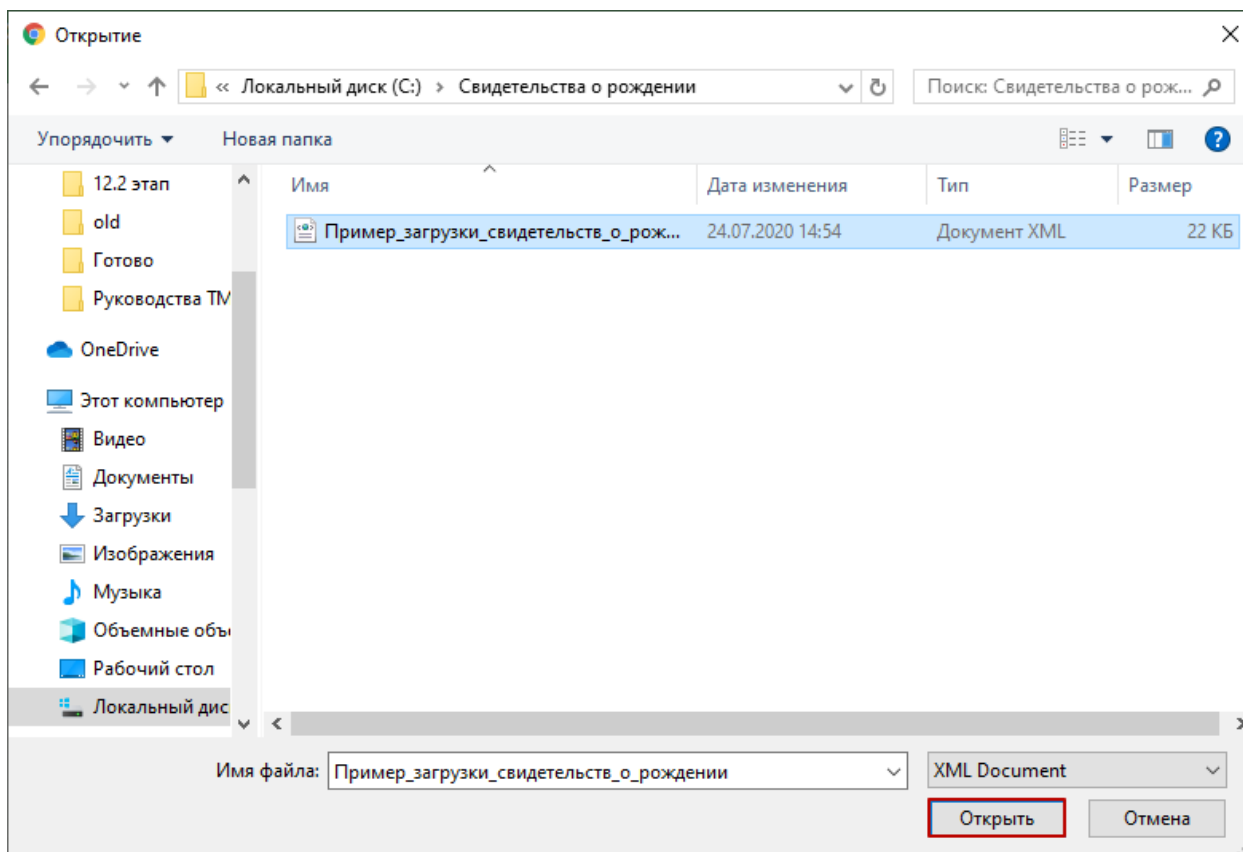 Открытие
« Локальный диск (C:) › Свидетельства о рождении
Поиск: Свидетельства о рож...
Упорядочить
Новая папка
?
Имя
Дата изменения
Тип
Размер
Пример_загрузки_свидетельств_о_рож...
24.07.2020 14:54
Документ XML
22 КБ
12.2 этап
old
Готово
Руководства ТМ
OneDrive
Этот компьютер
Видео
Документы
Загрузки
Изображения
Музыка
Объемные объ
Рабочий стол
Локальный дис
Имя файла:
Пример_загрузки_свидетельств_о_рождении
XML Document
Открыть
Отмена